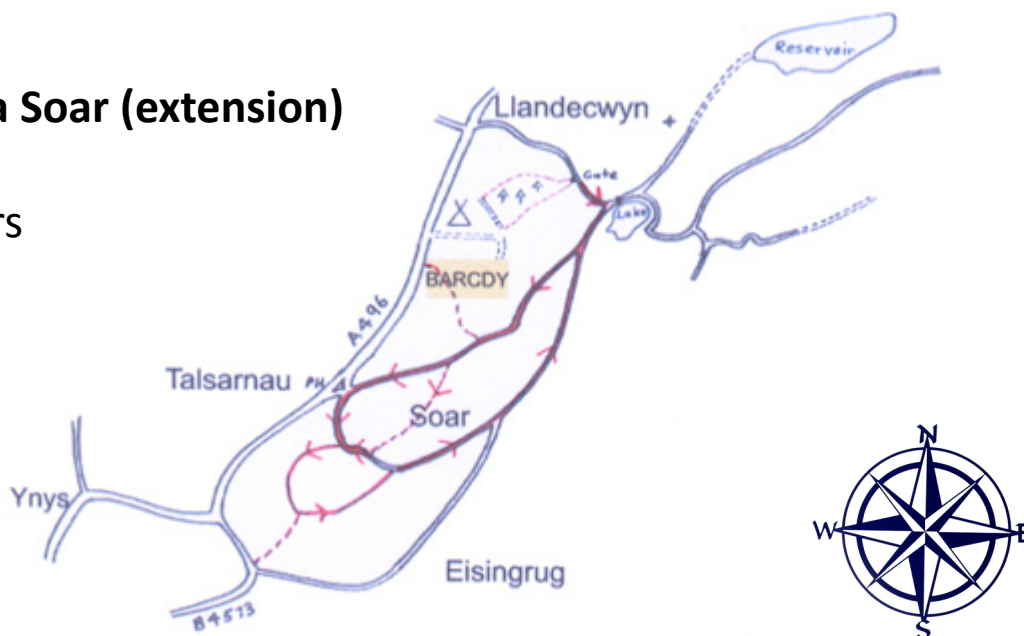 a Soar (extension)
rs
Reservoir
Llandecwyn
Gate
Lake
BARCDY
A496
Talsarnau
PH
Soar
Ynys
Eisingrug
B4573
N
W
E
S